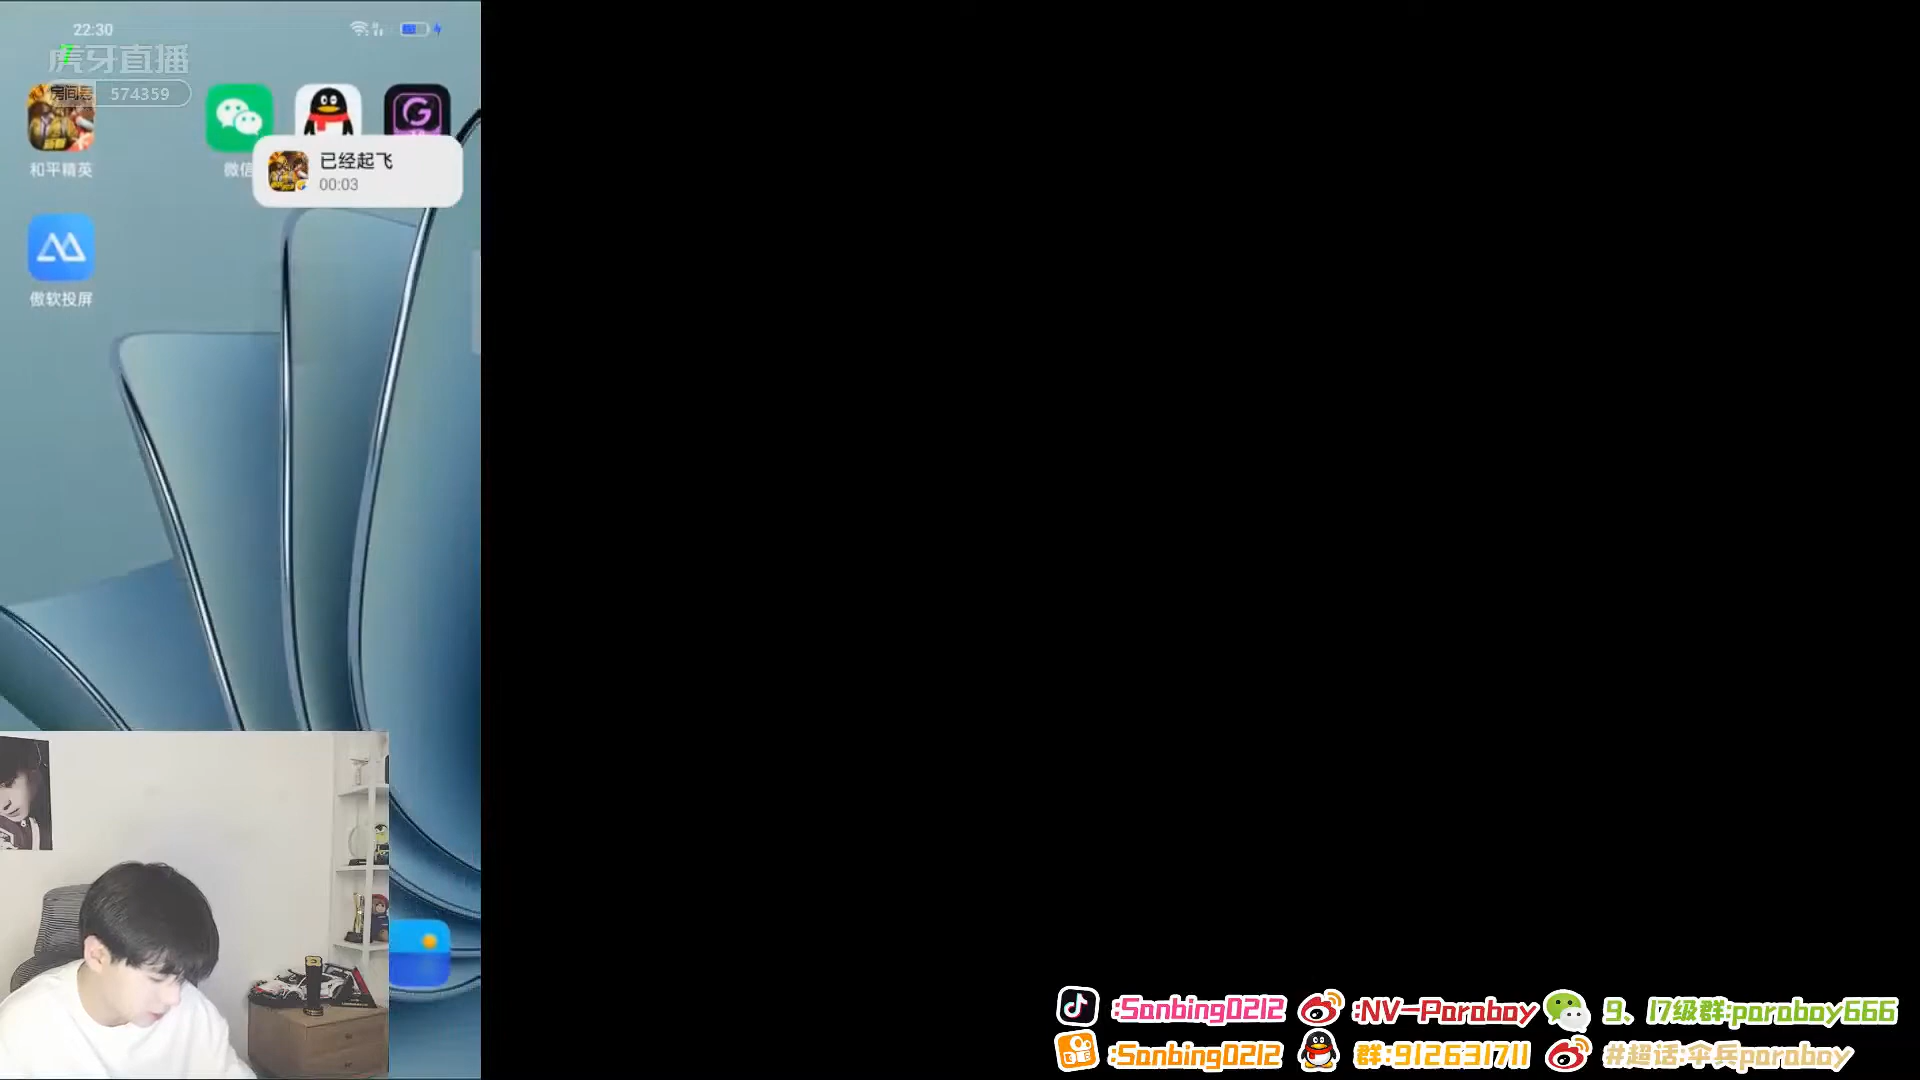 22:30
虎牙直播
房间号 574359
和平精英
微信
已经起飞
00:03
傲软投屏
:Sanbing0212
:NV-Paraboy
9、17级群:paraboy666
:Sanbing0212
群:912631711
#超话:伞兵paraboy